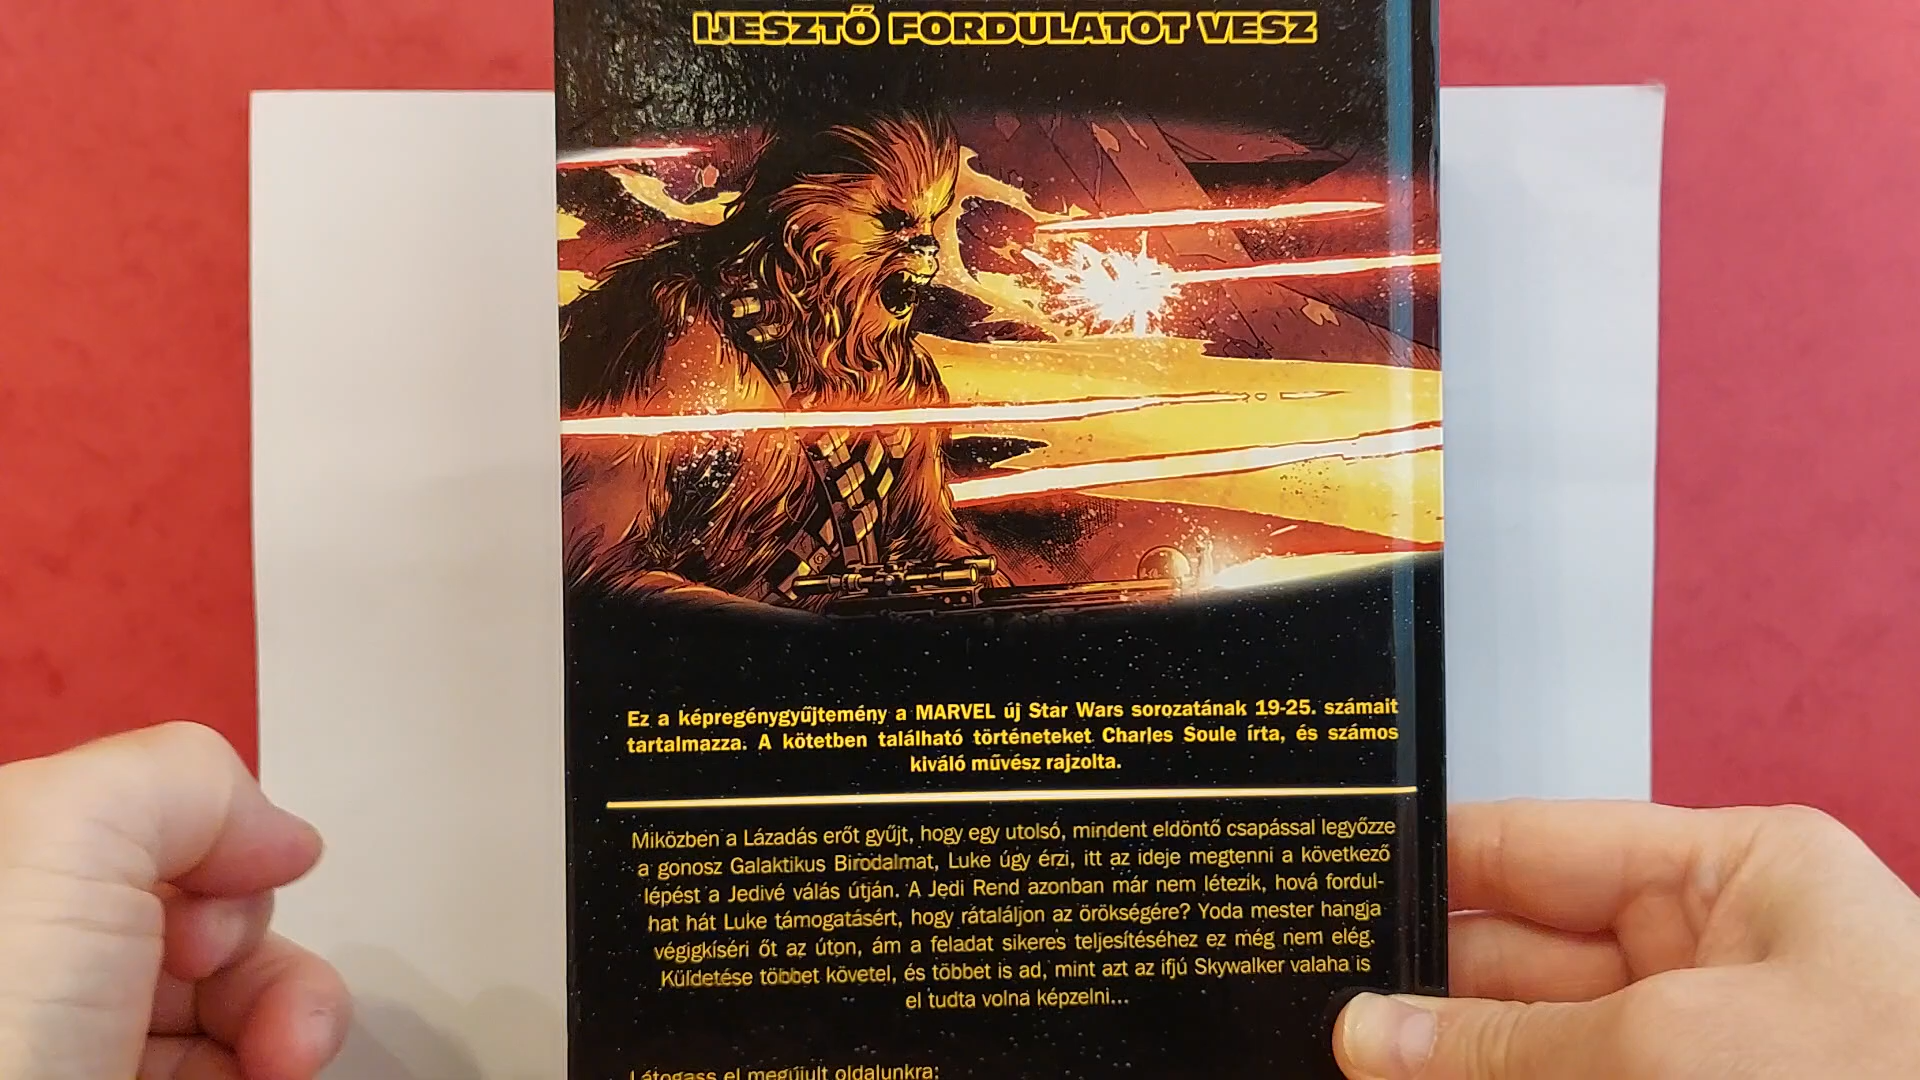 IJESZTŐ FORDULATOT VESZ
Ez a képregénygyűjtemény a MARVEL új Star Wars sorozatának 19-25. számait
tartalmazza. A kötetben található történeteket Charles Soule írta, és számos
kiváló művész rajzolta.
Miközben a Lázadás erőt gyűjt, hogy egy utolsó, mindent eldöntő csapással legyőzze
a gonosz Galaktikus Birodalmat, Luke úgy érzi, itt az ideje megtenni a következő
lépést a Jedivé válás útján. A Jedi Rend azonban már nem létezik, hová fordul-
hat hát Luke támogatásért, hogy rátaláljon az örökségére? Yoda mester hangja
végigkíséri őt az úton, ám a feladat sikeres teljesítéséhez ez még nem elég.
Küldetése többet követel, és többet is ad, mint azt az ifjú Skywalker valaha is
el tudta volna képzelni...
Látogass el megújult oldalunkra: